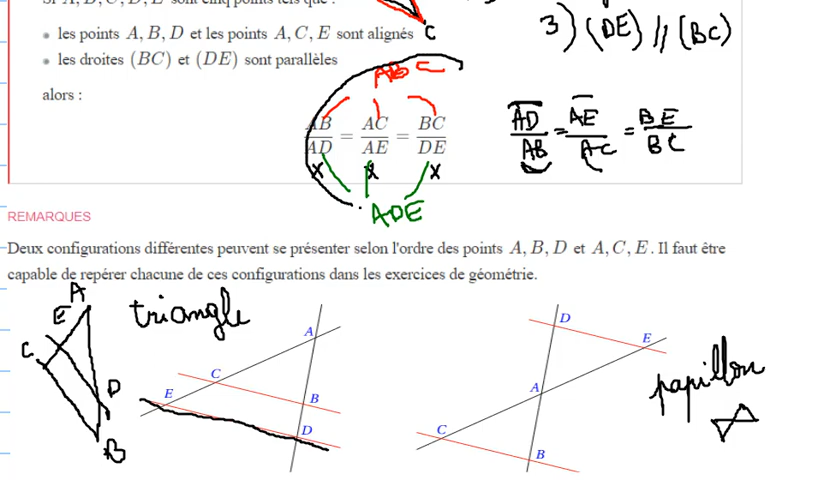 Si A, B, C, D, E sont cinq points tels que :
C
3) (DE) // (BC)
• les points A, B, D et les points A, C, E sont alignés
• les droites (BC) et (DE) sont parallèles
alors :
ABC
AB/AD = AC/AE = BC/DE
AD/AB = AE/AC = BE/BC
x x x
ADE
REMARQUES
Deux configurations différentes peuvent se présenter selon l'ordre des points A, B, D et A, C, E. Il faut être
capable de repérer chacune de ces configurations dans les exercices de géométrie.
A
E
C
D
B
triangle
A
C
E
B
D
D
E
A
C
B
papillon